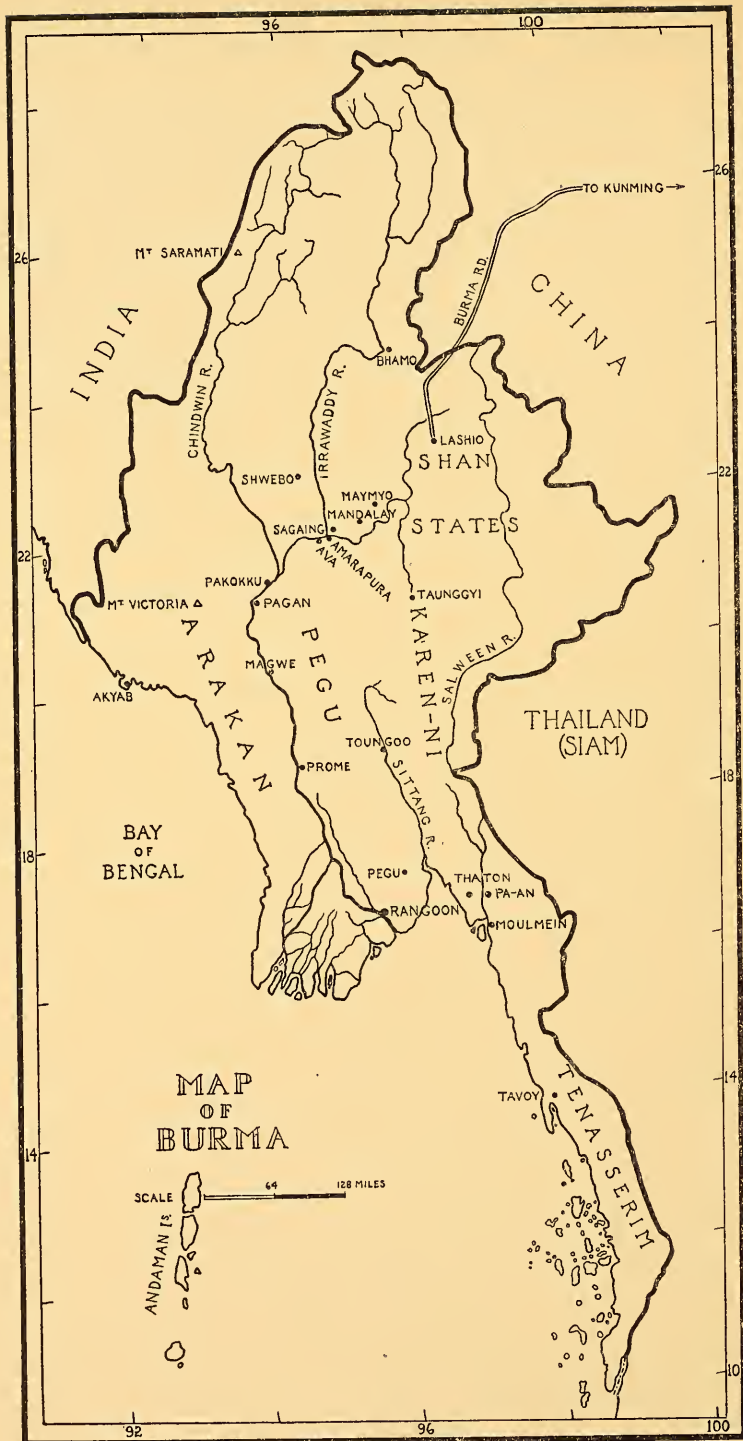 96
100
26
TO KUNMING
Mᵀ SARAMATI
26
BURMA RD.
CHINA
INDIA
BHAMO
CHINDWIN R.
IRRAWADDY R.
LASHIO
SHAN
22
SHWEBO
MAYMYO
MANDALAY
STATES
SAGAING
AVA
AMARAPURA
22
PAKOKKU
TAUNGGYI
Mᵀ VICTORIA
PAGAN
ARAKAN
PEGU
KAREN-NI
SALWEEN R.
MAGWE
AKYAB
THAILAND
(SIAM)
TOUNGOO
PROME
SITTANG R.
18
BAY
OF
BENGAL
18
PEGU
THATON
PA-AN
RANGOON
MOULMEIN
MAP
OF
BURMA
TAVOY
14
TENASSERIM
14
SCALE
64
128 MILES
ANDAMAN Is.
10
92
96
100